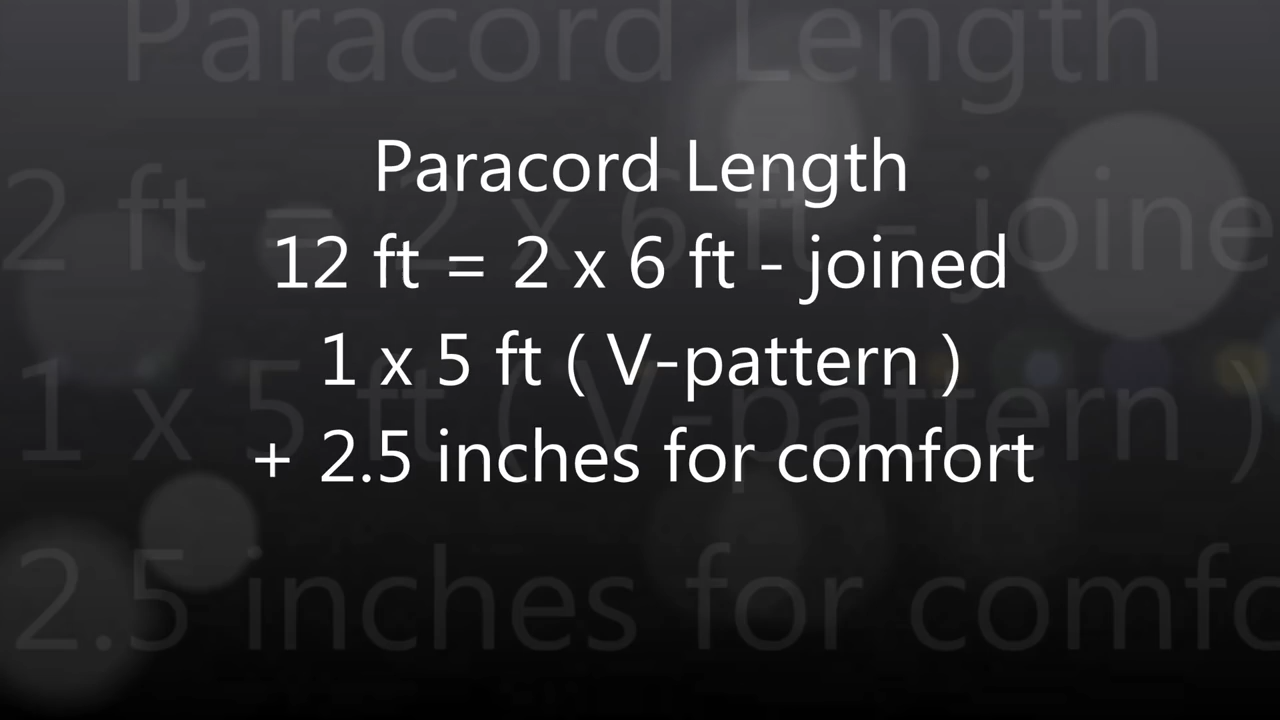 Paracord Length
12 ft = 2 x 6 ft - joined
1 x 5 ft ( V-pattern )
+ 2.5 inches for comfort